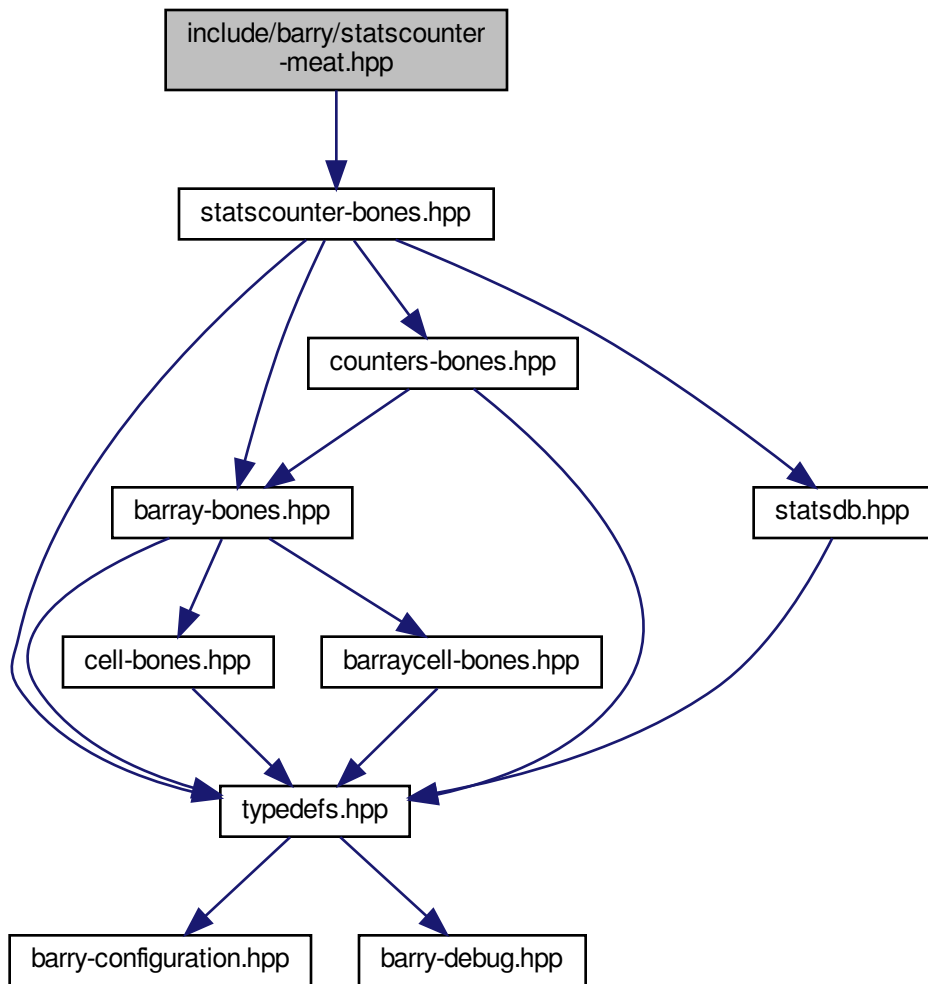 include/barry/statscounter
-meat.hpp
statscounter-bones.hpp
counters-bones.hpp
barray-bones.hpp
statsdb.hpp
cell-bones.hpp
barraycell-bones.hpp
typedefs.hpp
barry-configuration.hpp
barry-debug.hpp